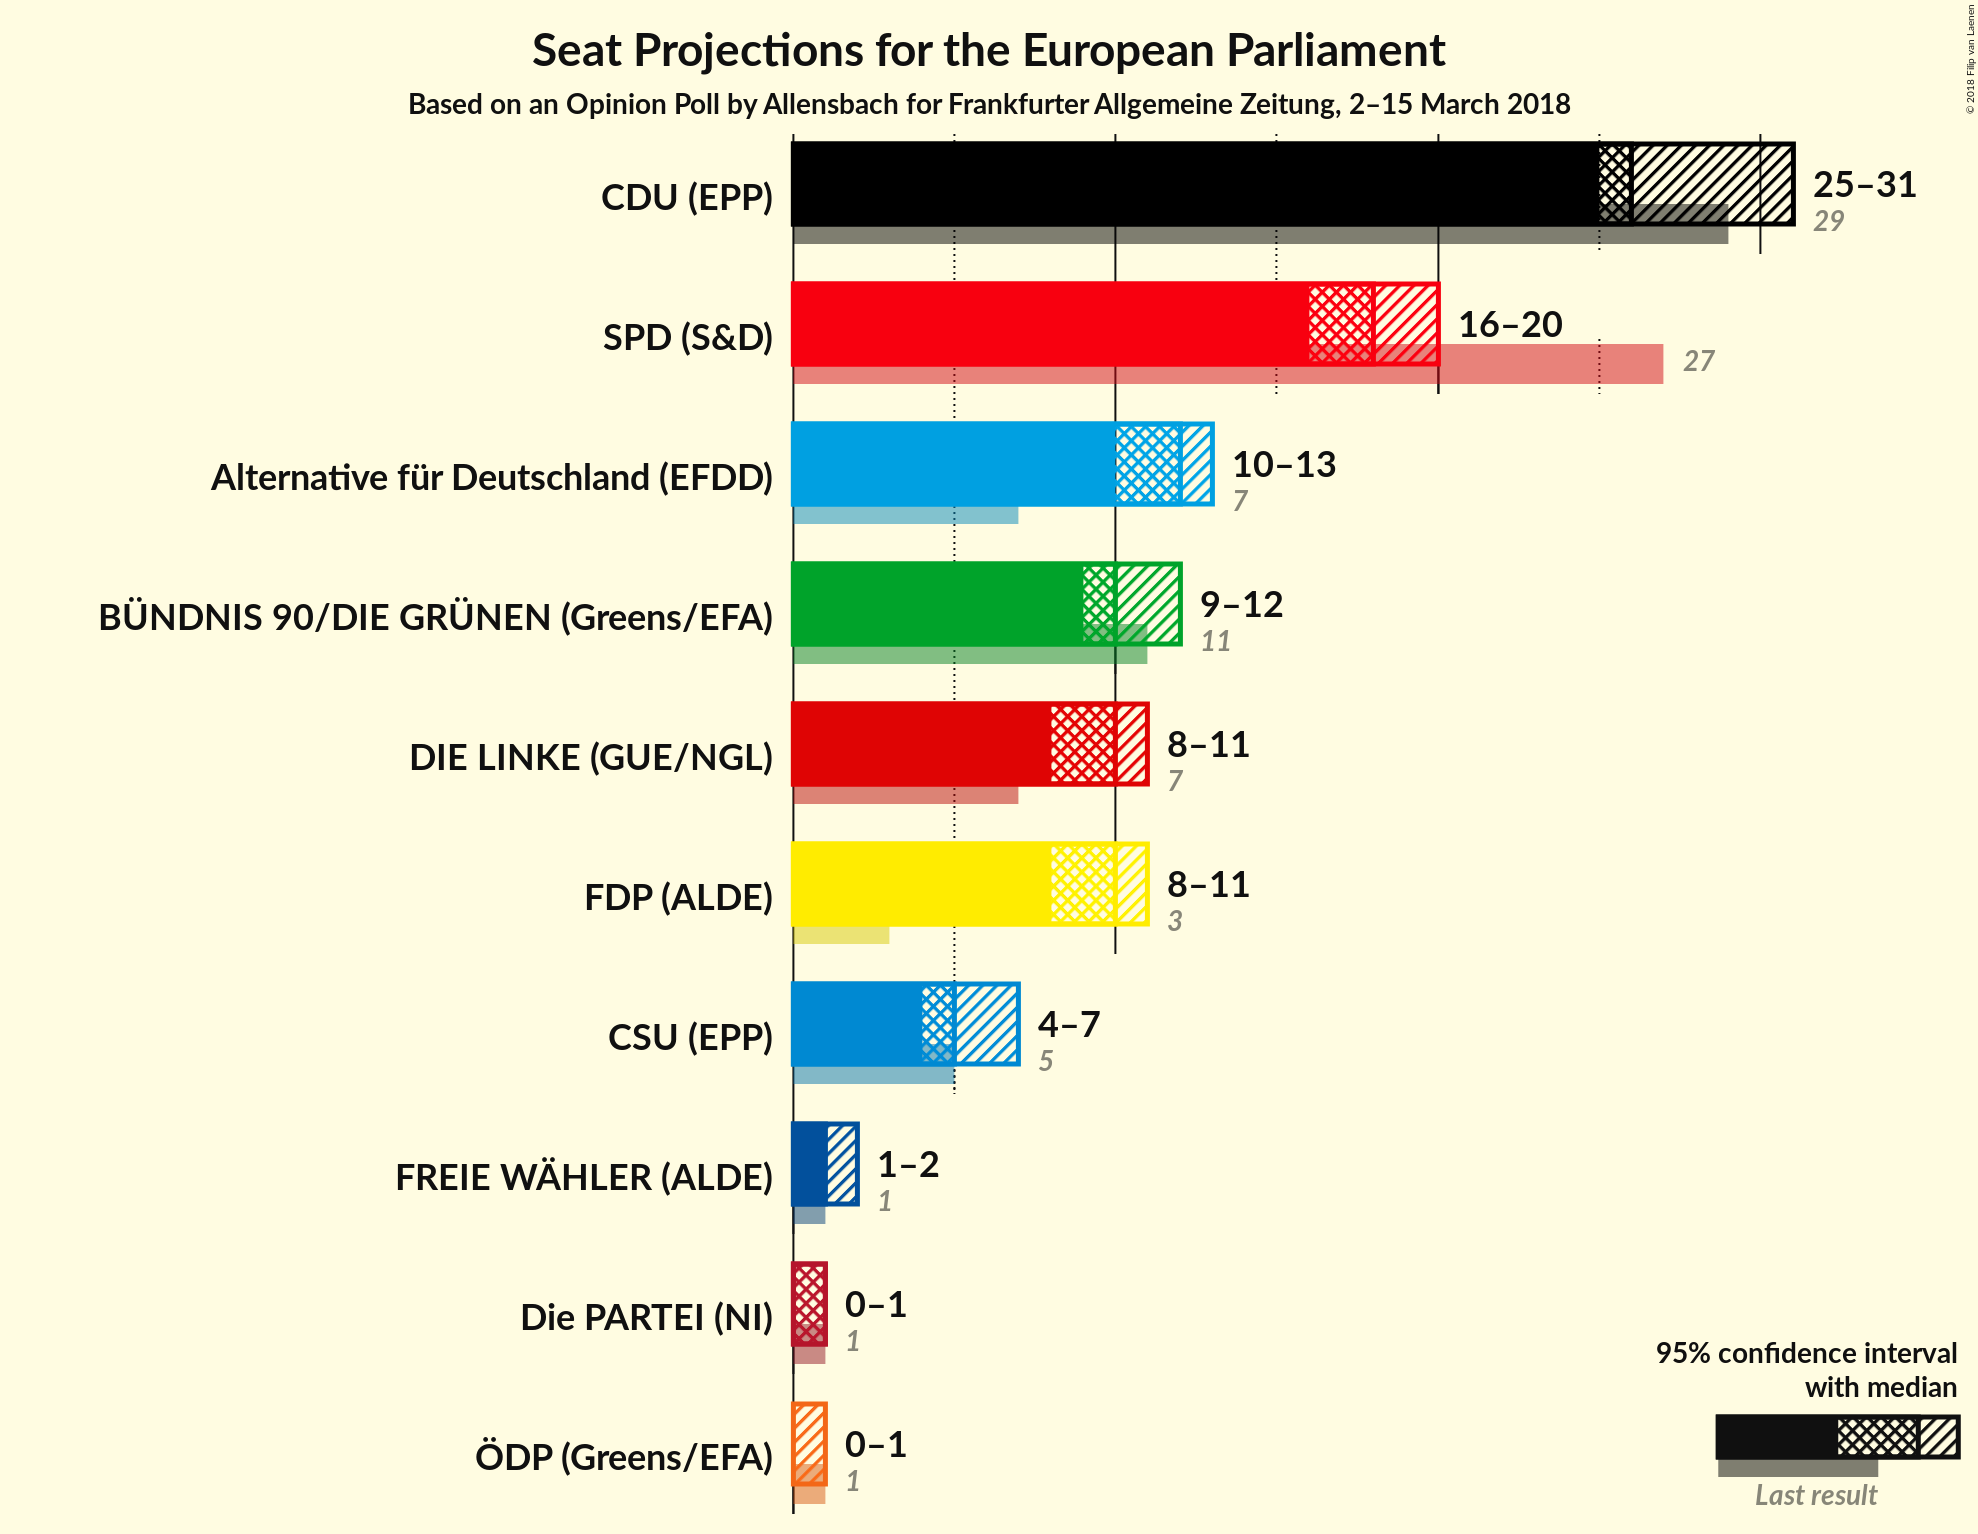 Seat Projections for the European Parliament
Based on an Opinion Poll by Allensbach for Frankfurter Allgemeine Zeitung, 2–15 March 2018
© 2018 Filip van Laenen
CDU (EPP)
25–31
29
SPD (S&D)
16–20
27
Alternative für Deutschland (EFDD)
10–13
7
BÜNDNIS 90/DIE GRÜNEN (Greens/EFA)
9–12
11
DIE LINKE (GUE/NGL)
8–11
7
FDP (ALDE)
8–11
3
CSU (EPP)
4–7
5
FREIE WÄHLER (ALDE)
1–2
1
Die PARTEI (NI)
0–1
1
ÖDP (Greens/EFA)
0–1
1
95% confidence interval
with median
Last result